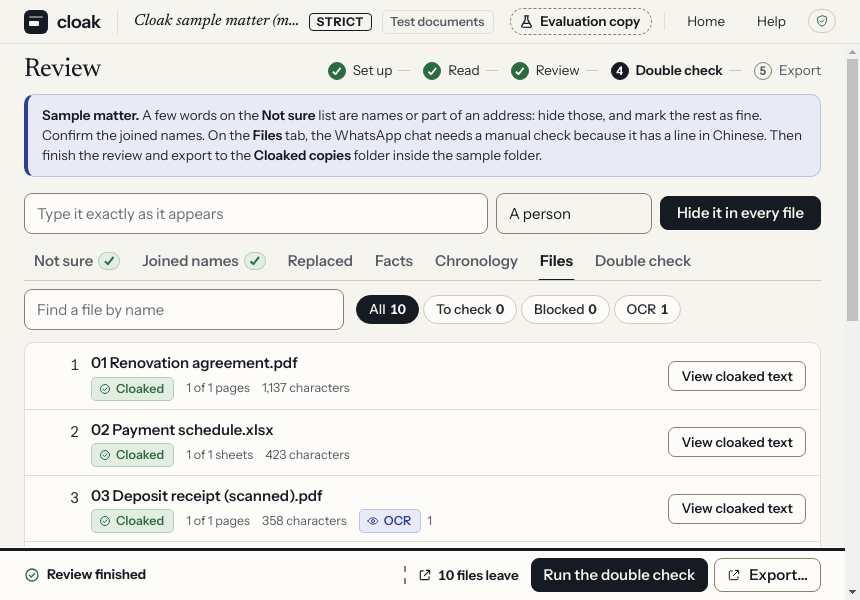 cloak
Cloak sample matter (m...
STRICT
Test documents
Evaluation copy
Home
Help
Review
Set up
Read
Review
4 Double check
5 Export
Sample matter. A few words on the Not sure list are names or part of an address: hide those, and mark the rest as fine.
Confirm the joined names. On the Files tab, the WhatsApp chat needs a manual check because it has a line in Chinese. Then
finish the review and export to the Cloaked copies folder inside the sample folder.
Type it exactly as it appears
A person
Hide it in every file
Not sure
Joined names
Replaced
Facts
Chronology
Files
Double check
Find a file by name
All 10
To check 0
Blocked 0
OCR 1
1 01 Renovation agreement.pdf
View cloaked text
Cloaked 1 of 1 pages 1,137 characters
2 02 Payment schedule.xlsx
View cloaked text
Cloaked 1 of 1 sheets 423 characters
3 03 Deposit receipt (scanned).pdf
View cloaked text
Cloaked 1 of 1 pages 358 characters OCR 1
Review finished
10 files leave
Run the double check
Export...